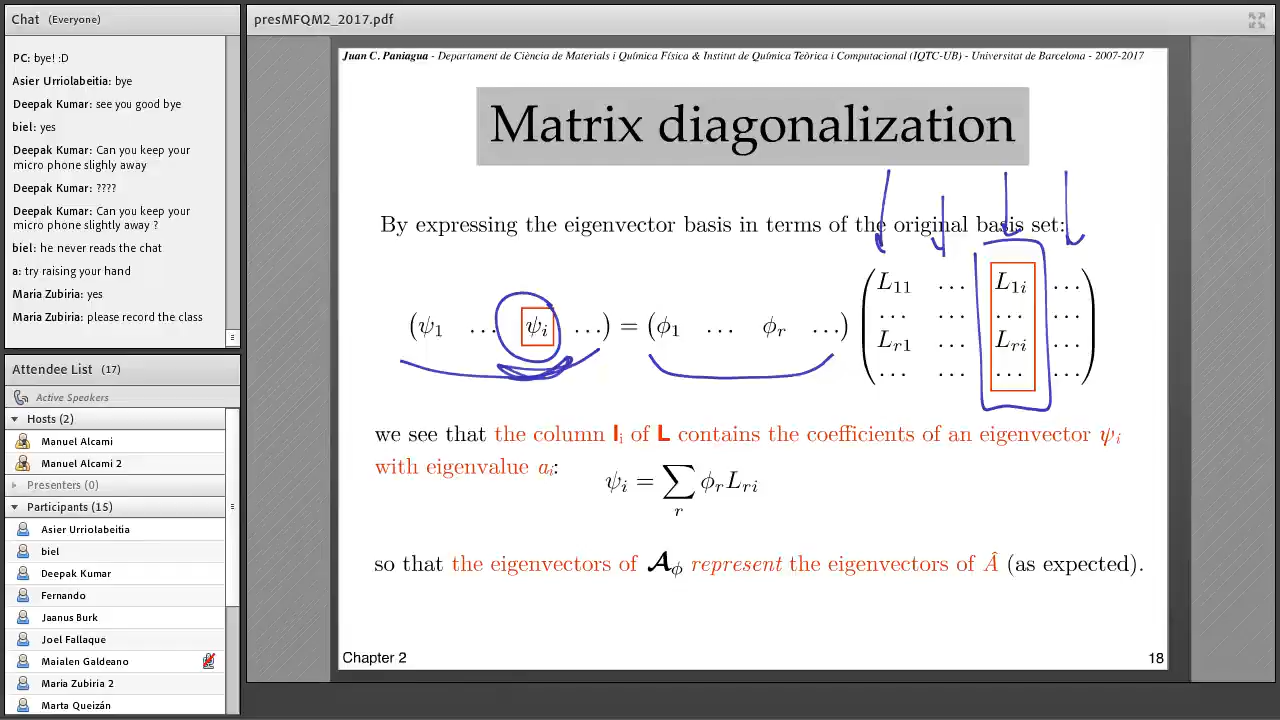 Chat (Everyone)
PC: bye! :D
Asier Urriolabeitia: bye
Deepak Kumar: see you good bye
biel: yes
Deepak Kumar: Can you keep your
micro phone slighly away
Deepak Kumar: ????
Deepak Kumar: Can you keep your
micro phone slightly away ?
biel: he never reads the chat
a: try raising your hand
Maria Zubiria: yes
Maria Zubiria: please record the class
Attendee List (17)
Active Speakers
Hosts (2)
Manuel Alcami
Manuel Alcami 2
Presenters (0)
Participants (15)
Asier Urriolabeitia
biel
Deepak Kumar
Fernando
Jaanus Burk
Joel Fallaque
Maialen Galdeano
Maria Zubiria 2
Marta Queizán
presMFQM2_2017.pdf
Juan C. Paniagua - Departament de Ciència de Materials i Química Física & Institut de Química Teòrica i Computacional (IQTC-UB) - Universitat de Barcelona - 2007-2017
Matrix diagonalization
By expressing the eigenvector basis in terms of the original basis set:
(ψ₁ … ψᵢ …) = (ϕ₁ … ϕᵣ …) 
L₁₁ … L₁ᵢ …
… … … …
Lᵣ₁ … Lᵣᵢ …
… … … …
we see that the column lᵢ of L contains the coefficients of an eigenvector ψᵢ
with eigenvalue aᵢ:
ψᵢ = ∑ ϕᵣLᵣᵢ
r
so that the eigenvectors of 𝓐ϕ represent the eigenvectors of Â (as expected).
Chapter 2
18